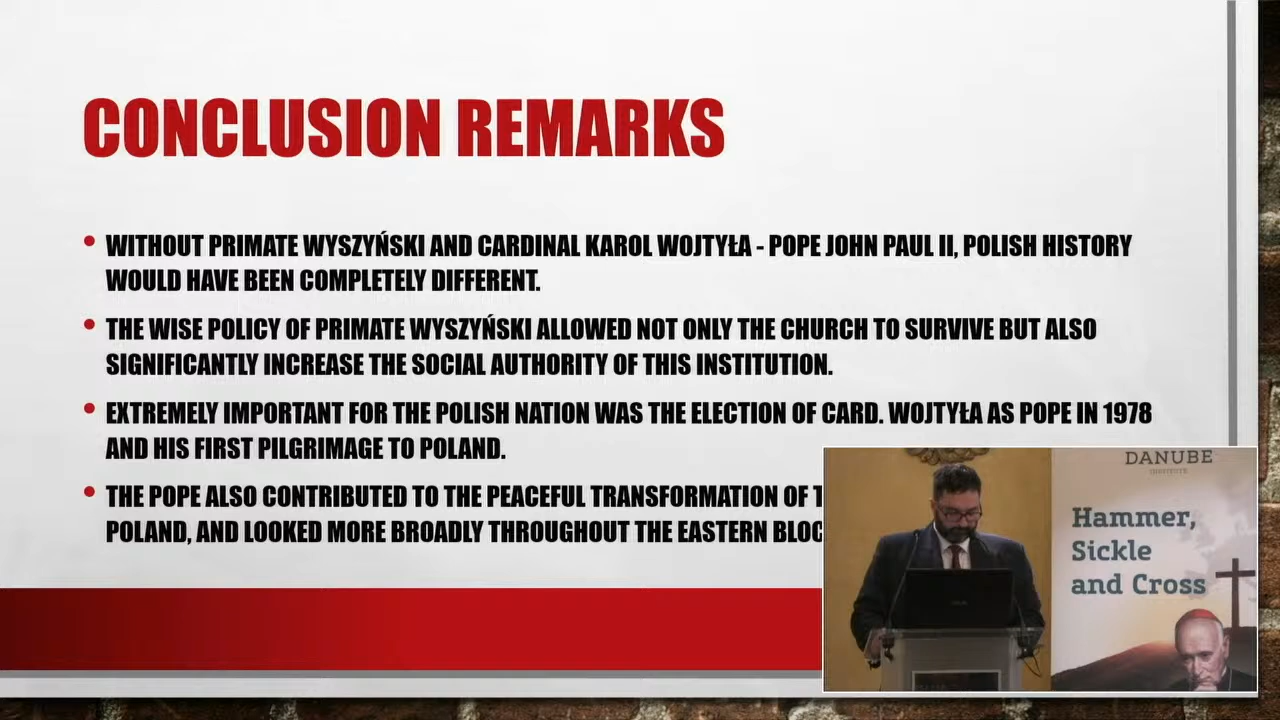 CONCLUSION REMARKS
• WITHOUT PRIMATE WYSZYŃSKI AND CARDINAL KAROL WOJTYŁA - POPE JOHN PAUL II, POLISH HISTORY
WOULD HAVE BEEN COMPLETELY DIFFERENT.
• THE WISE POLICY OF PRIMATE WYSZYŃSKI ALLOWED NOT ONLY THE CHURCH TO SURVIVE BUT ALSO
SIGNIFICANTLY INCREASE THE SOCIAL AUTHORITY OF THIS INSTITUTION.
• EXTREMELY IMPORTANT FOR THE POLISH NATION WAS THE ELECTION OF CARD. WOJTYŁA AS POPE IN 1978
AND HIS FIRST PILGRIMAGE TO POLAND.
• THE POPE ALSO CONTRIBUTED TO THE PEACEFUL TRANSFORMATION OF
POLAND, AND LOOKED MORE BROADLY THROUGHOUT THE EASTERN BLOC
DANUBE
INSTITUTE
Hammer,
Sickle
and Cross